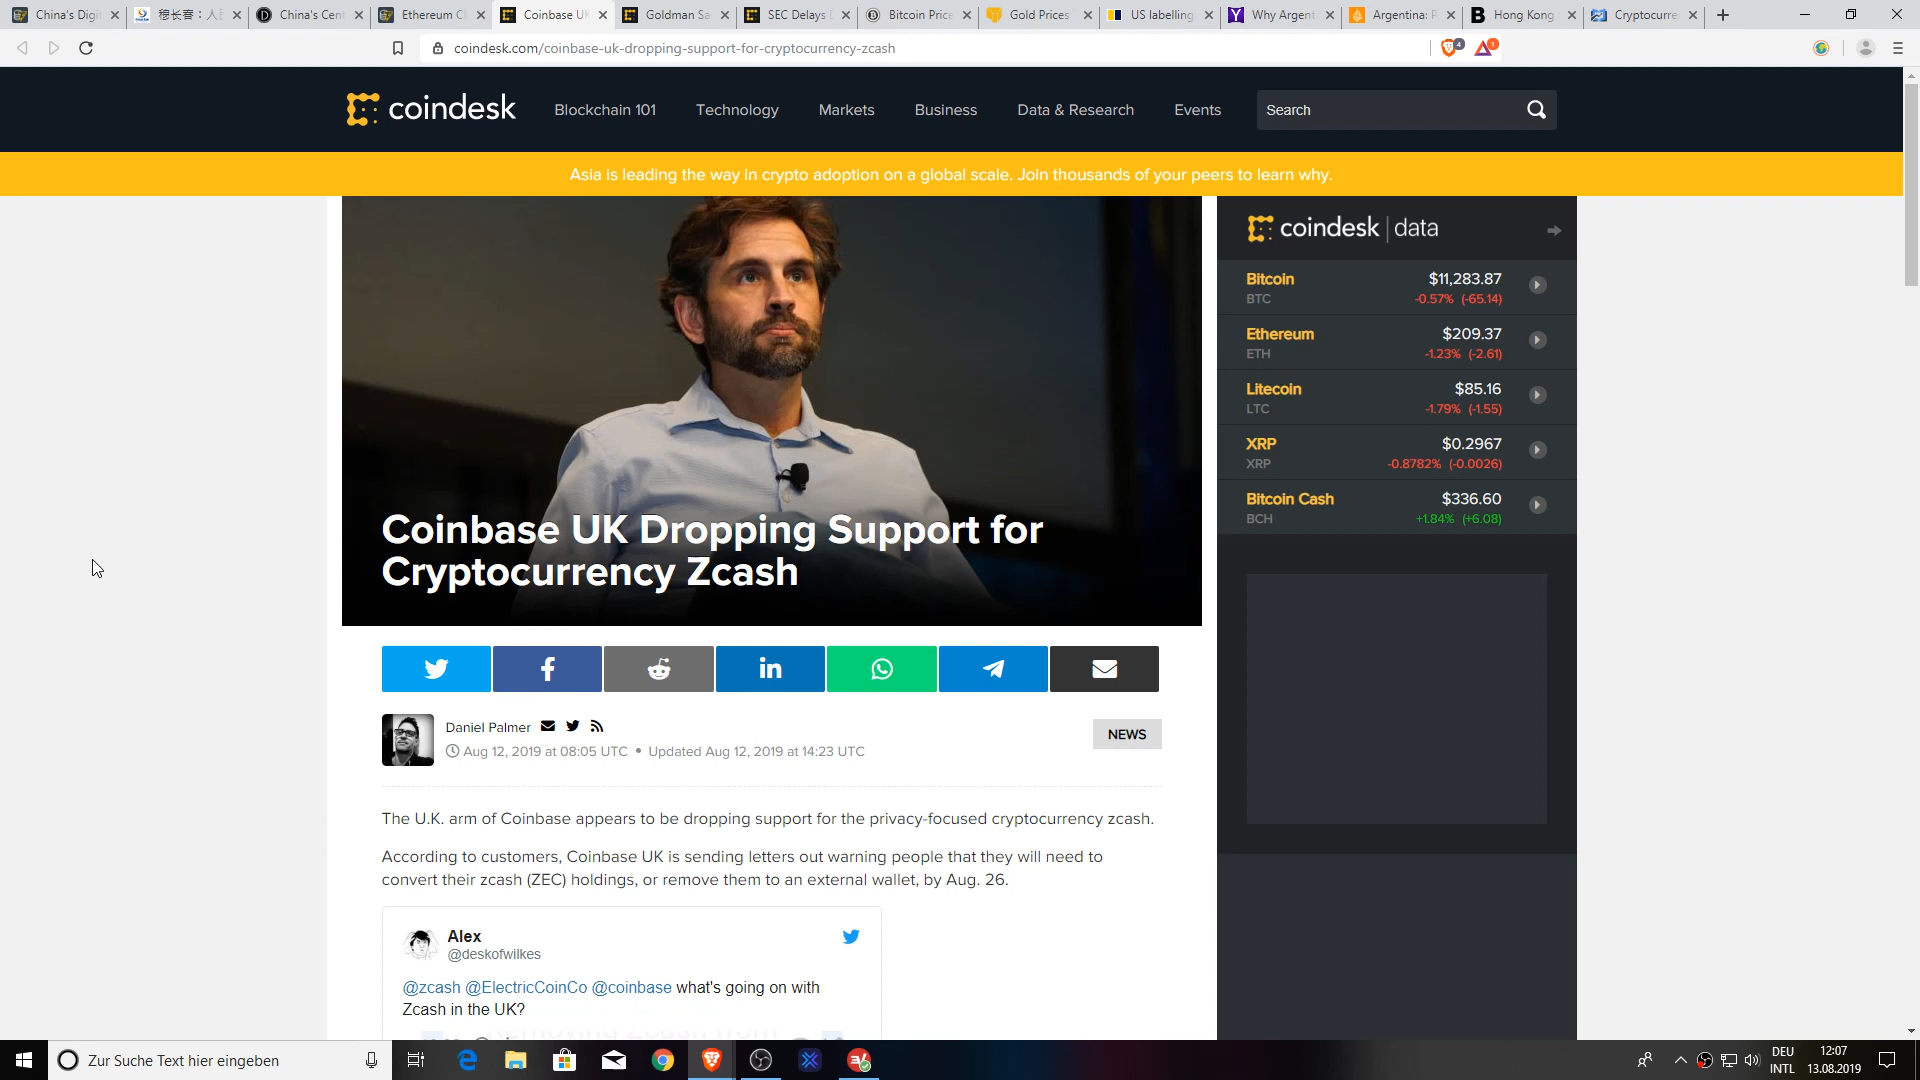 China's Digi
穆长春：人民
China's Cent
Ethereum Cl
Coinbase UK
Goldman Sa
SEC Delays
Bitcoin Price
Gold Prices
US labelling
Why Argent
Argentina: P
Hong Kong
Cryptocurre
coindesk.com/coinbase-uk-dropping-support-for-cryptocurrency-zcash
4
1
coindesk
Blockchain 101
Technology
Markets
Business
Data & Research
Events
Search
Asia is leading the way in crypto adoption on a global scale. Join thousands of your peers to learn why.
Coinbase UK Dropping Support for
Cryptocurrency Zcash
Daniel Palmer
Aug 12, 2019 at 08:05 UTC • Updated Aug 12, 2019 at 14:23 UTC
NEWS
The U.K. arm of Coinbase appears to be dropping support for the privacy-focused cryptocurrency zcash.
According to customers, Coinbase UK is sending letters out warning people that they will need to
convert their zcash (ZEC) holdings, or remove them to an external wallet, by Aug. 26.
Alex
@deskofwilkes
@zcash @ElectricCoinCo @coinbase what's going on with
Zcash in the UK?
coindesk | data
Bitcoin $11,283.87
BTC -0.57% (-65.14)
Ethereum $209.37
ETH -1.23% (-2.61)
Litecoin $85.16
LTC -1.79% (-1.55)
XRP $0.2967
XRP -0.8782% (-0.0026)
Bitcoin Cash $336.60
BCH +1.84% (+6.08)
Zur Suche Text hier eingeben
DEU
INTL
12:07
13.08.2019